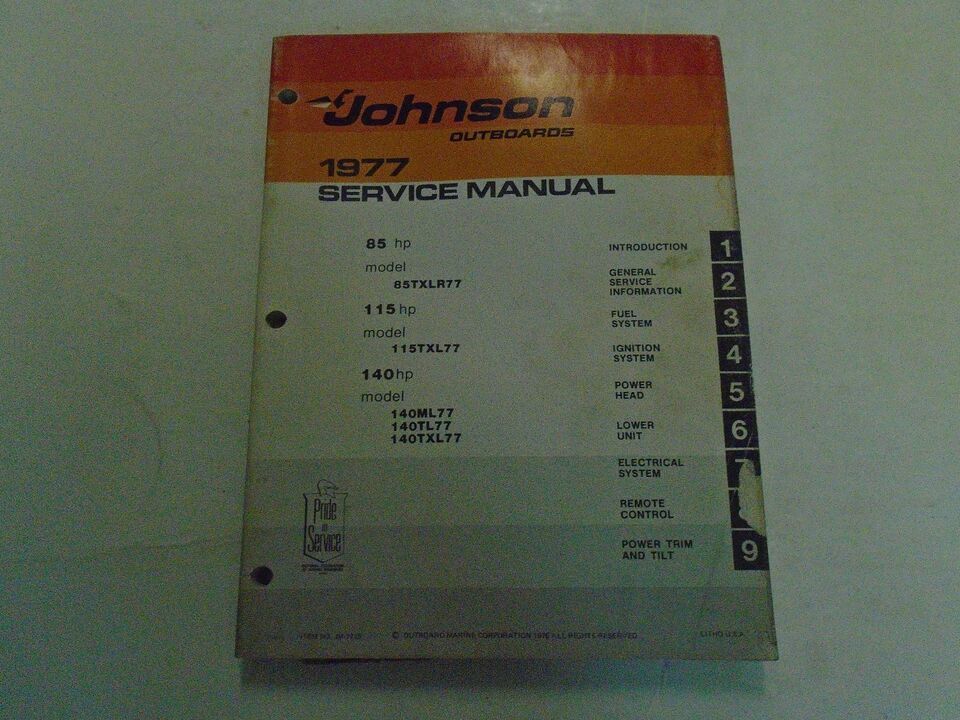 Johnson
OUTBOARDS
1977
SERVICE MANUAL
85 hp
model
85TXLR77
115 hp
model
115TXL77
140 hp
model
140ML77
140TL77
140TXL77
INTRODUCTION 1
GENERAL
SERVICE
INFORMATION 2
FUEL
SYSTEM 3
IGNITION
SYSTEM 4
POWER
HEAD 5
LOWER
UNIT 6
ELECTRICAL
SYSTEM 7
REMOTE
CONTROL
POWER TRIM
AND TILT 9
Pride
in
Service
© OUTBOARD MARINE CORPORATION 1976 ALL RIGHTS RESERVED
LITHO U.S.A.